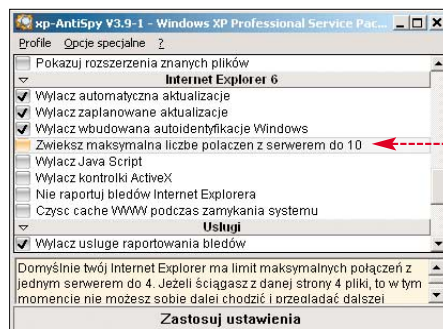 xp-AntiSpy V3.9-1 - Windows XP Professional Service Pac...
Profile Opcje specjalne ?
Pokazuj rozszerzenia znanych plików
Internet Explorer 6
Wylacz automatyczna aktualizacje
Wylacz zaplanowane aktualizacje
Wylacz wbudowana autoidentyfikacje Windows
Zwieksz maksymalna liczbe polaczen z serwerem do 10
Wylacz Java Script
Wylacz kontrolki ActiveX
Nie raportuj bledów Internet Explorera
Czysc cache WWW podczas zamykania systemu
Uslugi
Wylacz usluge raportowania bledów
Domyślnie twój Internet Explorer ma limit maksymalnych połączeń z
jednym serwerem do 4. Jeżeli ściągasz z danej strony 4 pliki, to w tym
momencie nie możesz sobie dalej chodzić i przeglądać dalszej
Zastosuj ustawienia